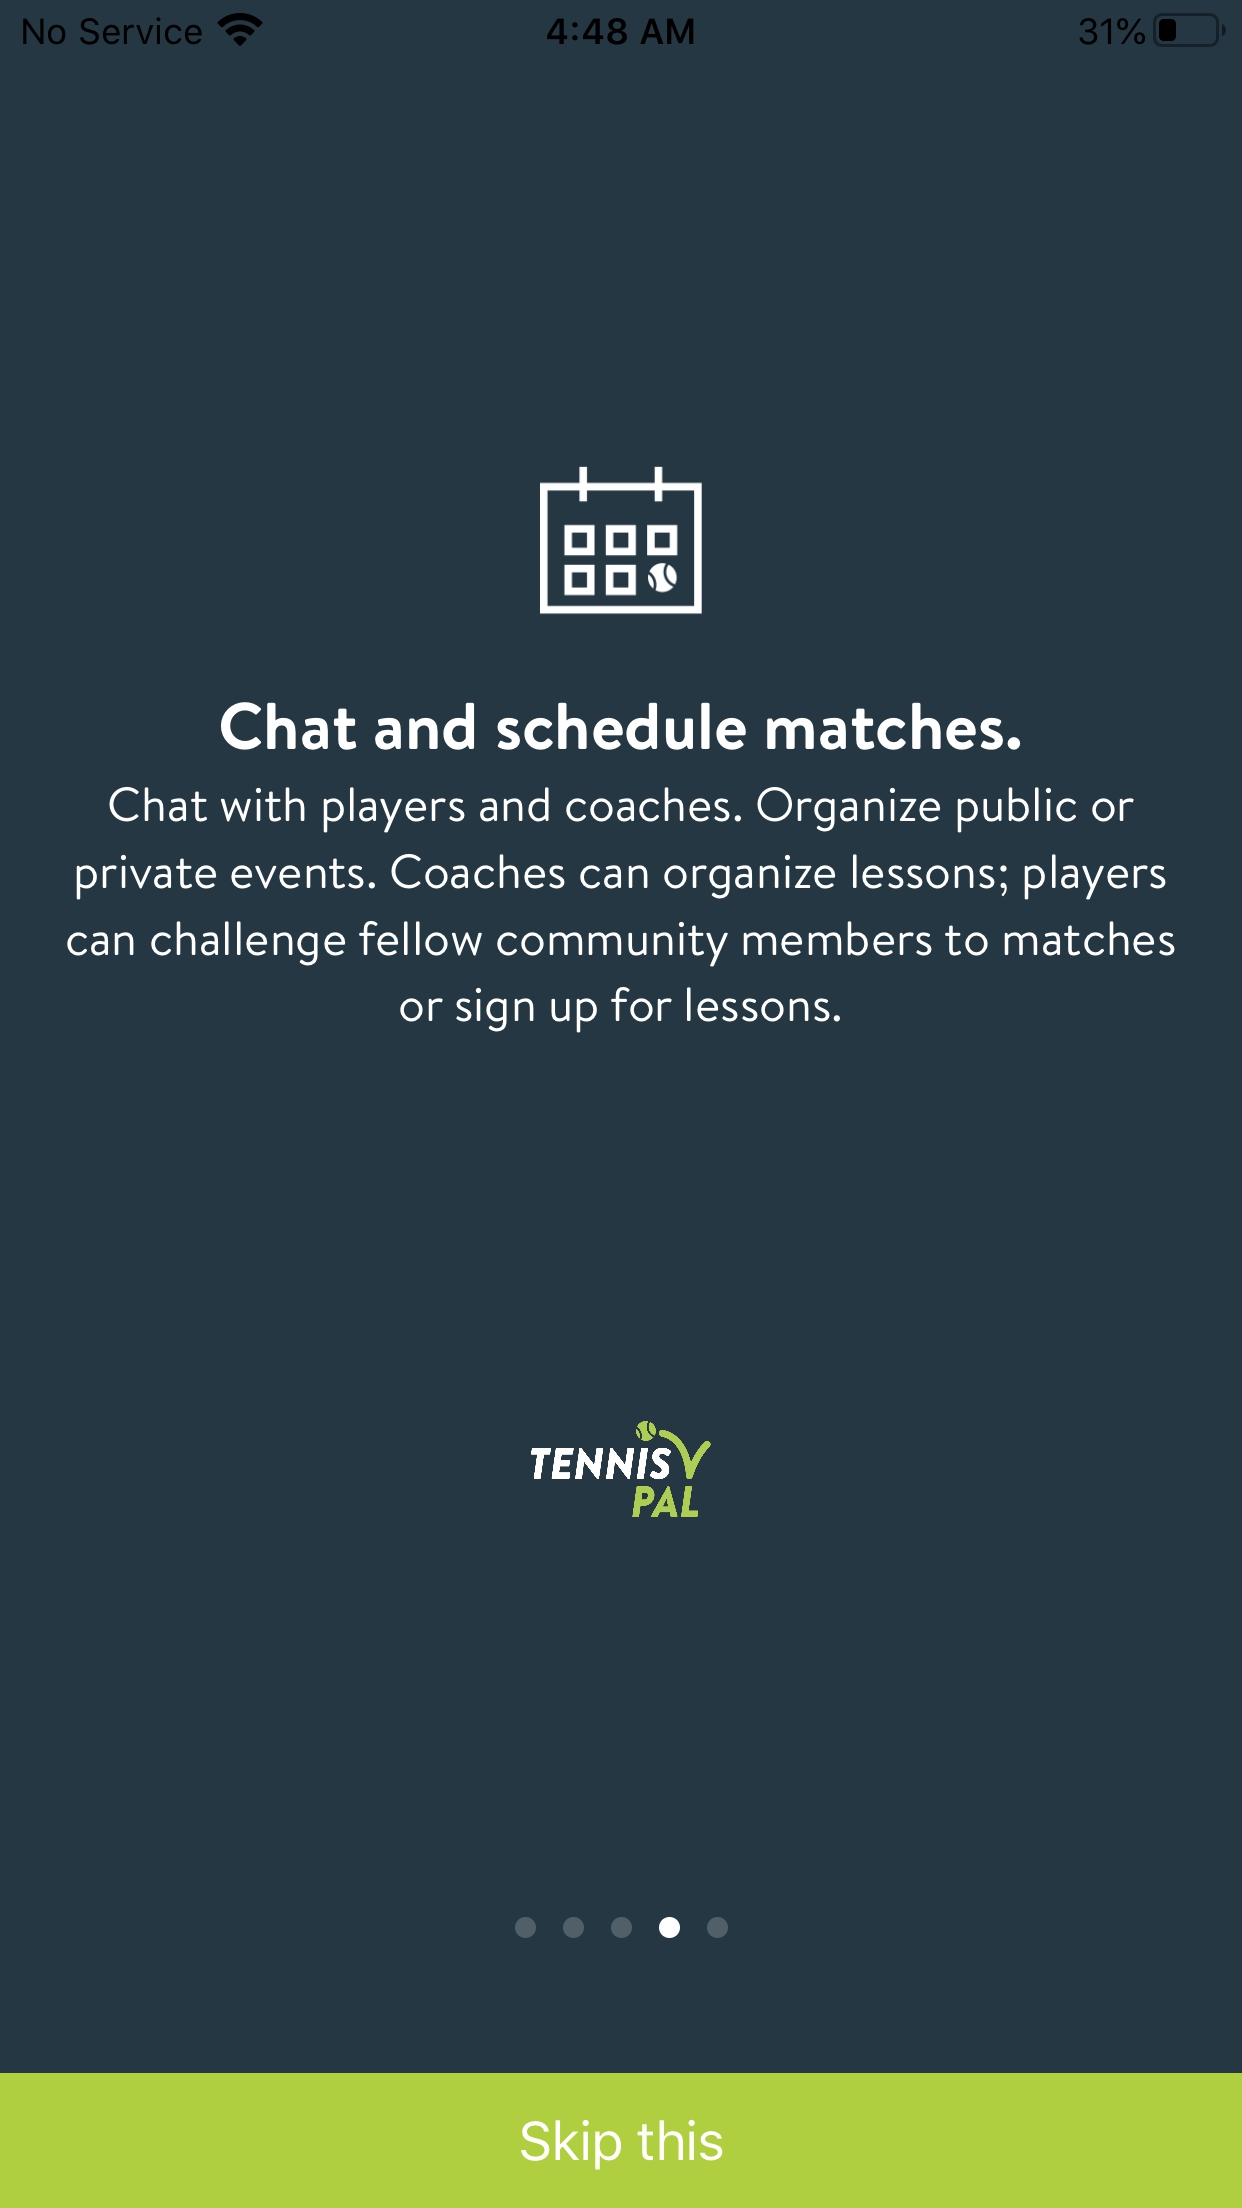 No Service 4:48 AM 31%
Chat and schedule matches.
Chat with players and coaches. Organize public or
private events. Coaches can organize lessons; players
can challenge fellow community members to matches
or sign up for lessons.
TENNIS
PAL
Skip this